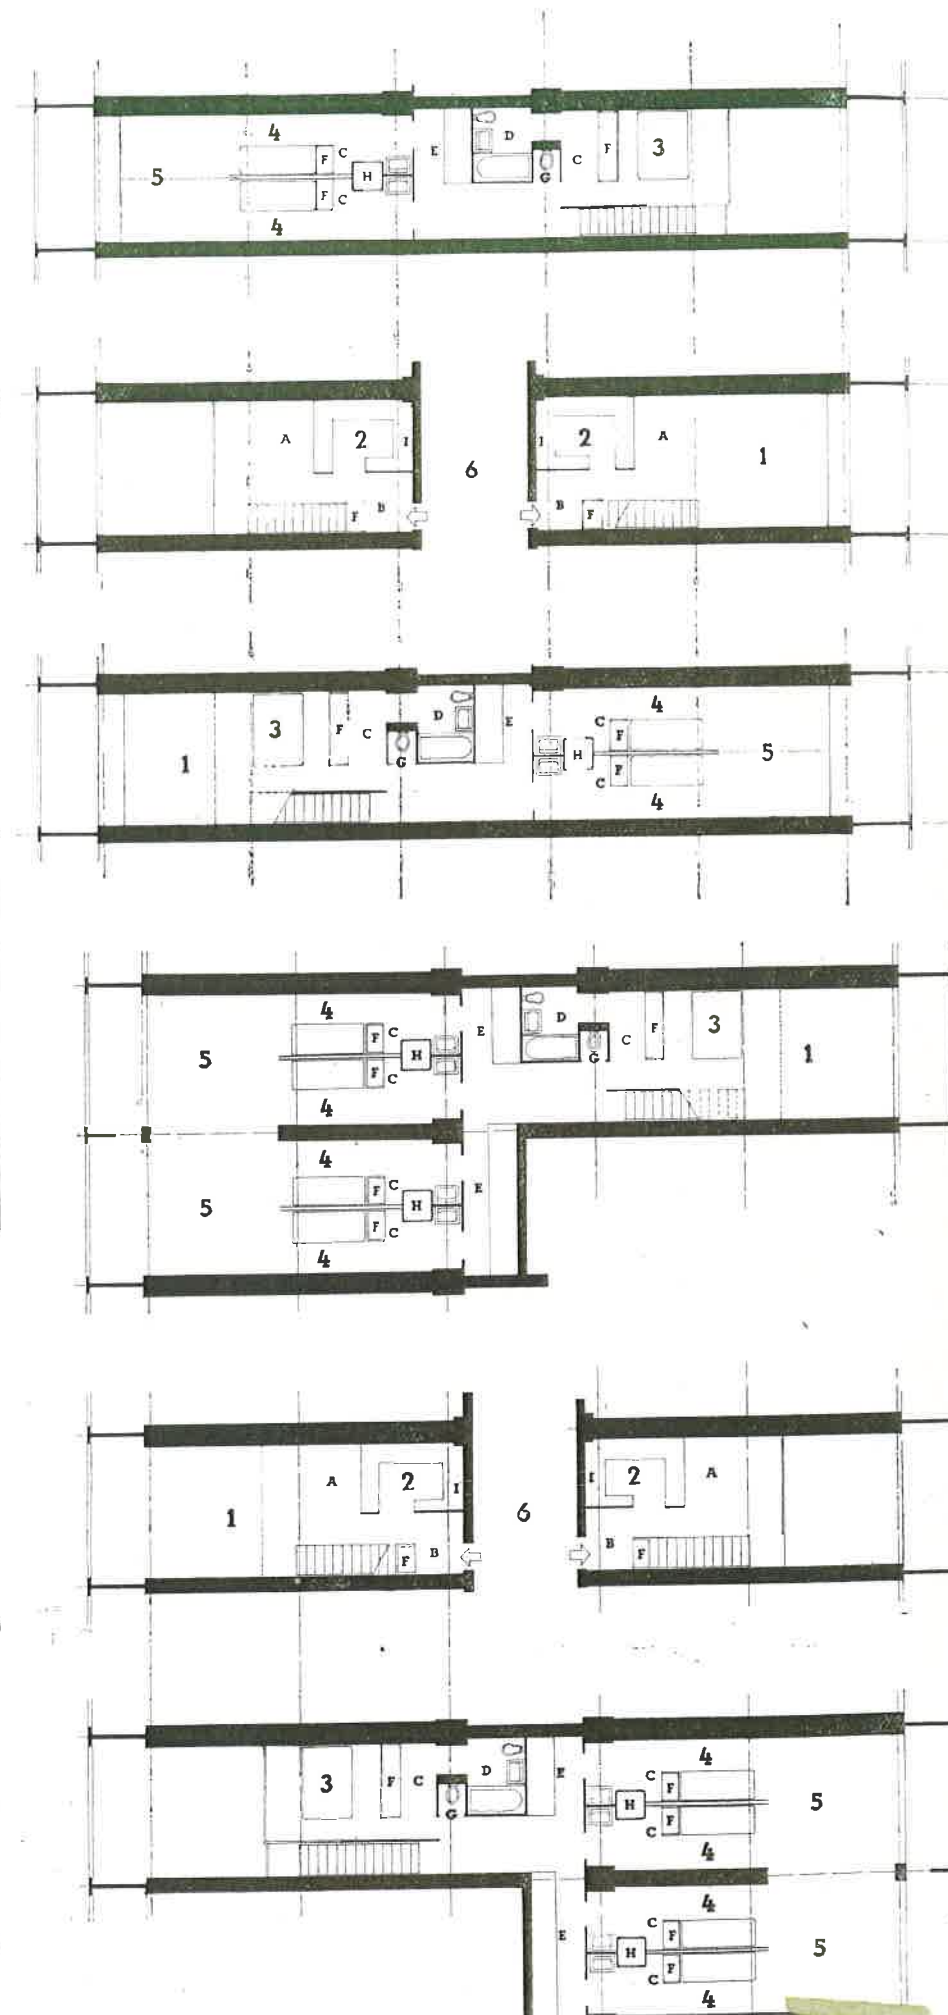 4
5 F C H E D G C F 3
F C
4
A 2 I 6 I 2 A 1
F B B F
4
1 3 F C G D E C F H 5
C F
4
4
5 F C H E D G C F 3 1
F C
4
4
5 F C H E
F C
4
1 A 2 I 6 I 2 A
F B B F
4
3 F C G D E C F H 5
C F
4
4
E C F H 5
C F
4